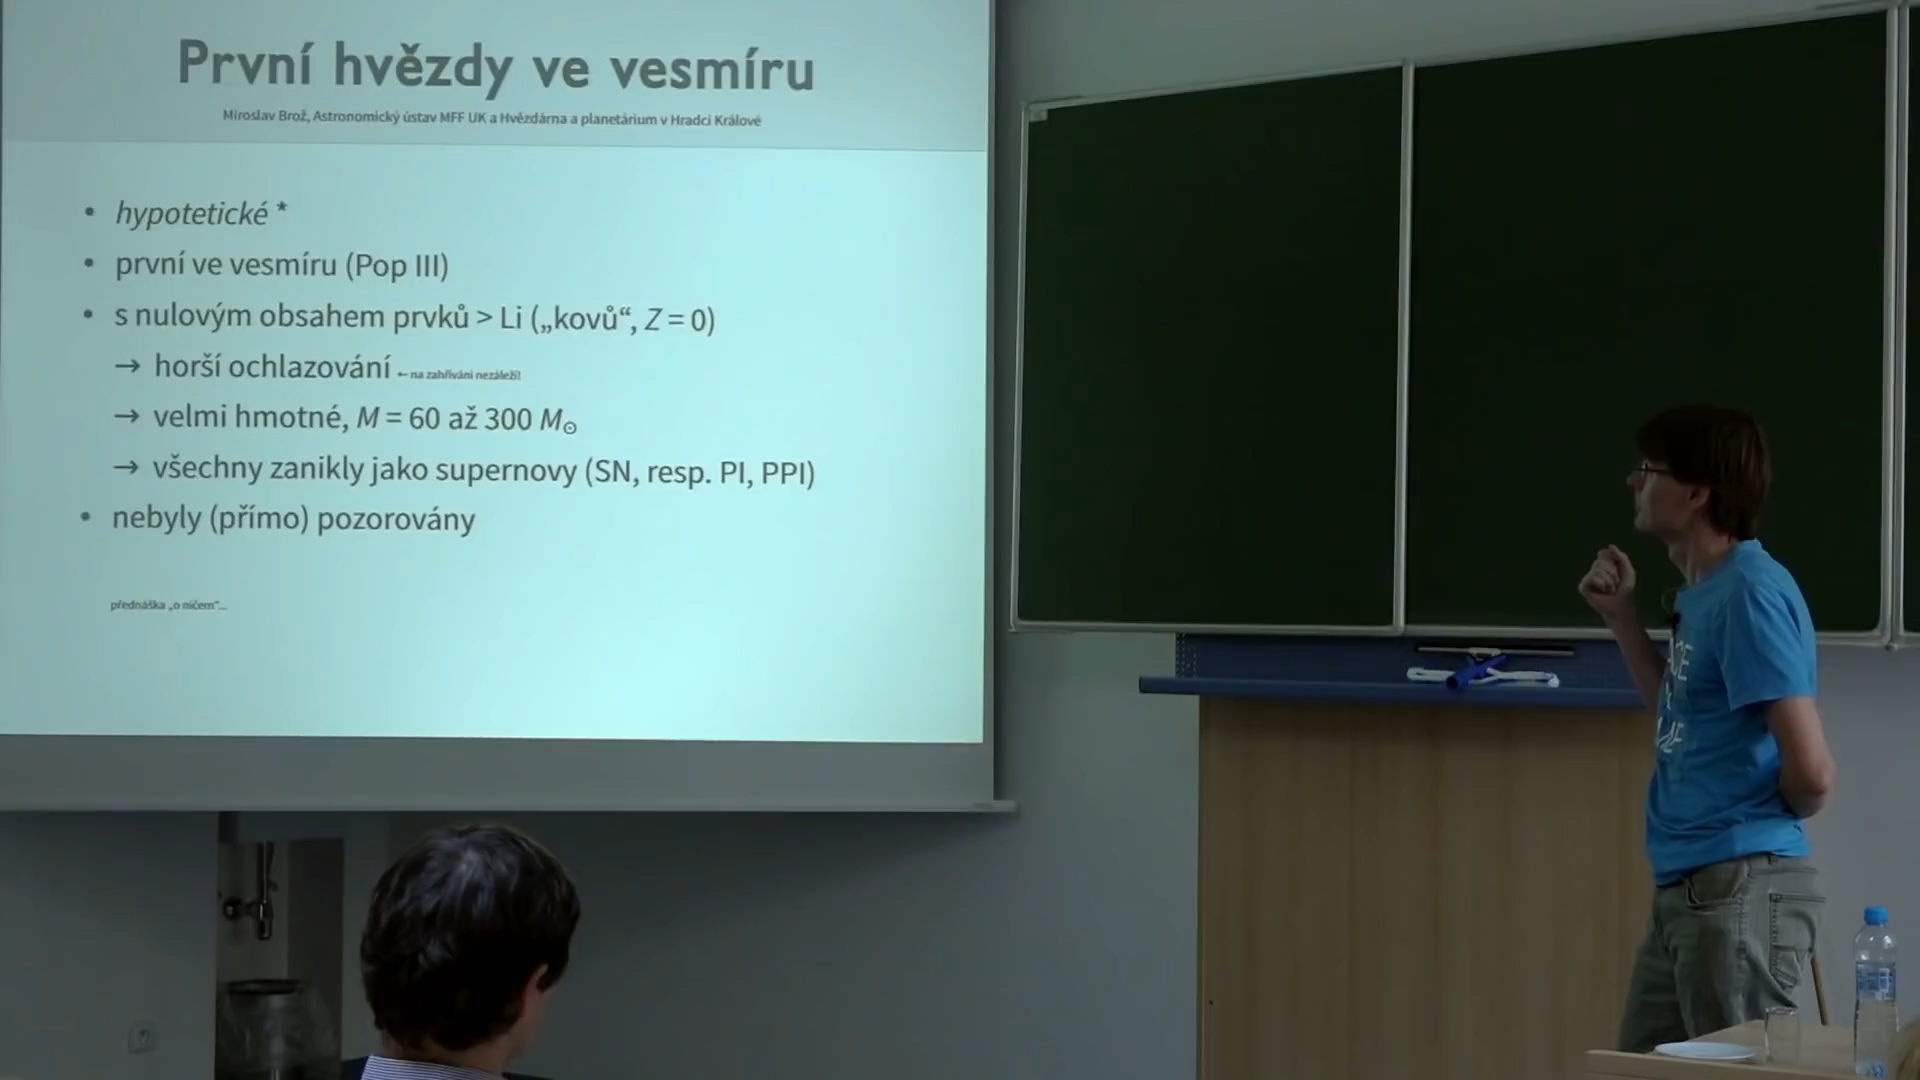 První hvězdy ve vesmíru
Miroslav Brož, Astronomický ústav MFF UK a Hvězdárna a planetárium v Hradci Králové
• hypotetické *
• první ve vesmíru (Pop III)
• s nulovým obsahem prvků > Li („kovů“, Z = 0)
→ horší ochlazování ←na zahřívání nezáleží!
→ velmi hmotné, M = 60 až 300 M⊙
→ všechny zanikly jako supernovy (SN, resp. PI, PPI)
• nebyly (přímo) pozorovány
přednáška „o ničem“...